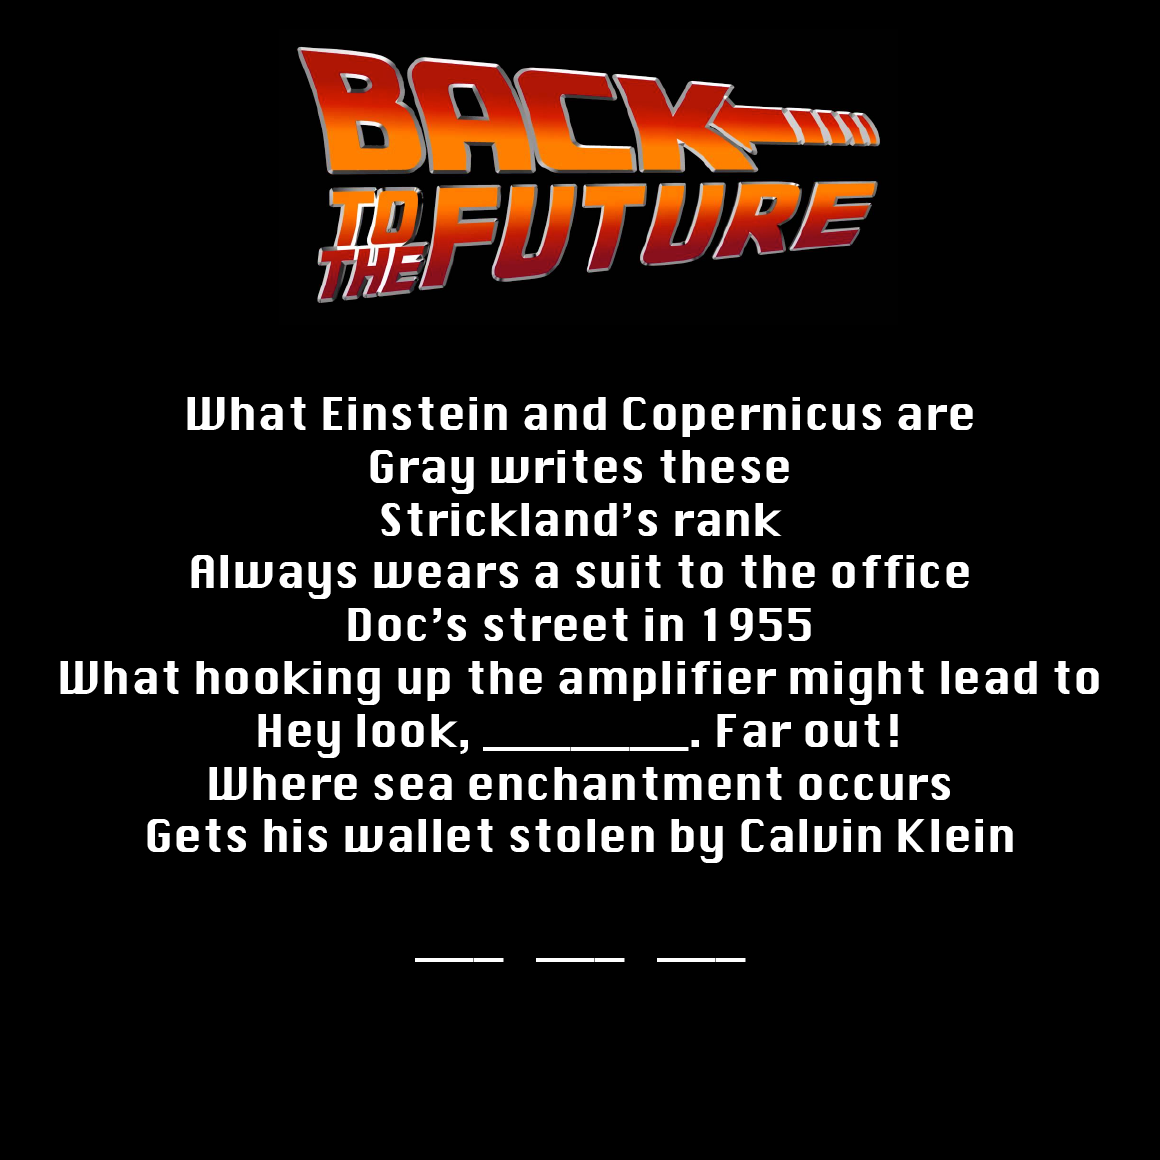 BACK
TO
THE FUTURE
What Einstein and Copernicus are
Gray writes these
Strickland’s rank
Always wears a suit to the office
Doc’s street in 1955
What hooking up the amplifier might lead to
Hey look, _______. Far out!
Where sea enchantment occurs
Gets his wallet stolen by Calvin Klein
___ ___ ___